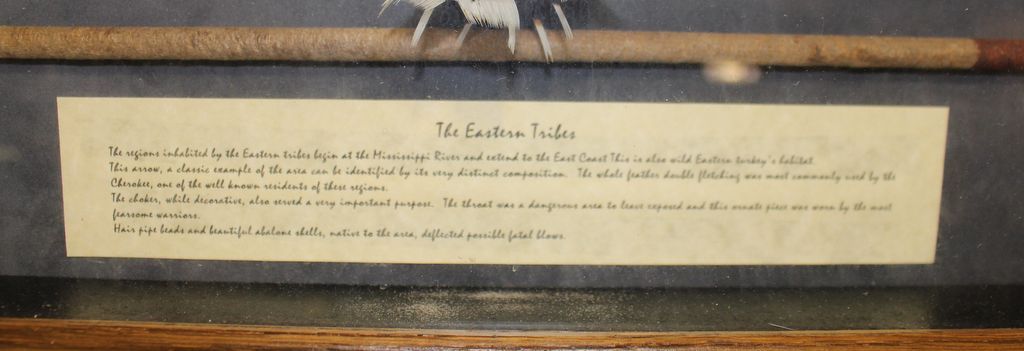 The Eastern Tribes
The regions inhabited by the Eastern tribes begin at the Mississippi River and extend to the East Coast This is also wild Eastern turkey's habitat.
This arrow, a classic example of the area can be identified by its very distinct composition. The whole feather double fletching was most commonly used by the
Cherokee, one of the well known residents of these regions.
The choker, while decorative, also served a very important purpose. The throat was a dangerous area to leave exposed and this ornate piece was worn by the most
fearsome warriors.
Hair pipe beads and beautiful abalone shells, native to the area, deflected possible fatal blows.